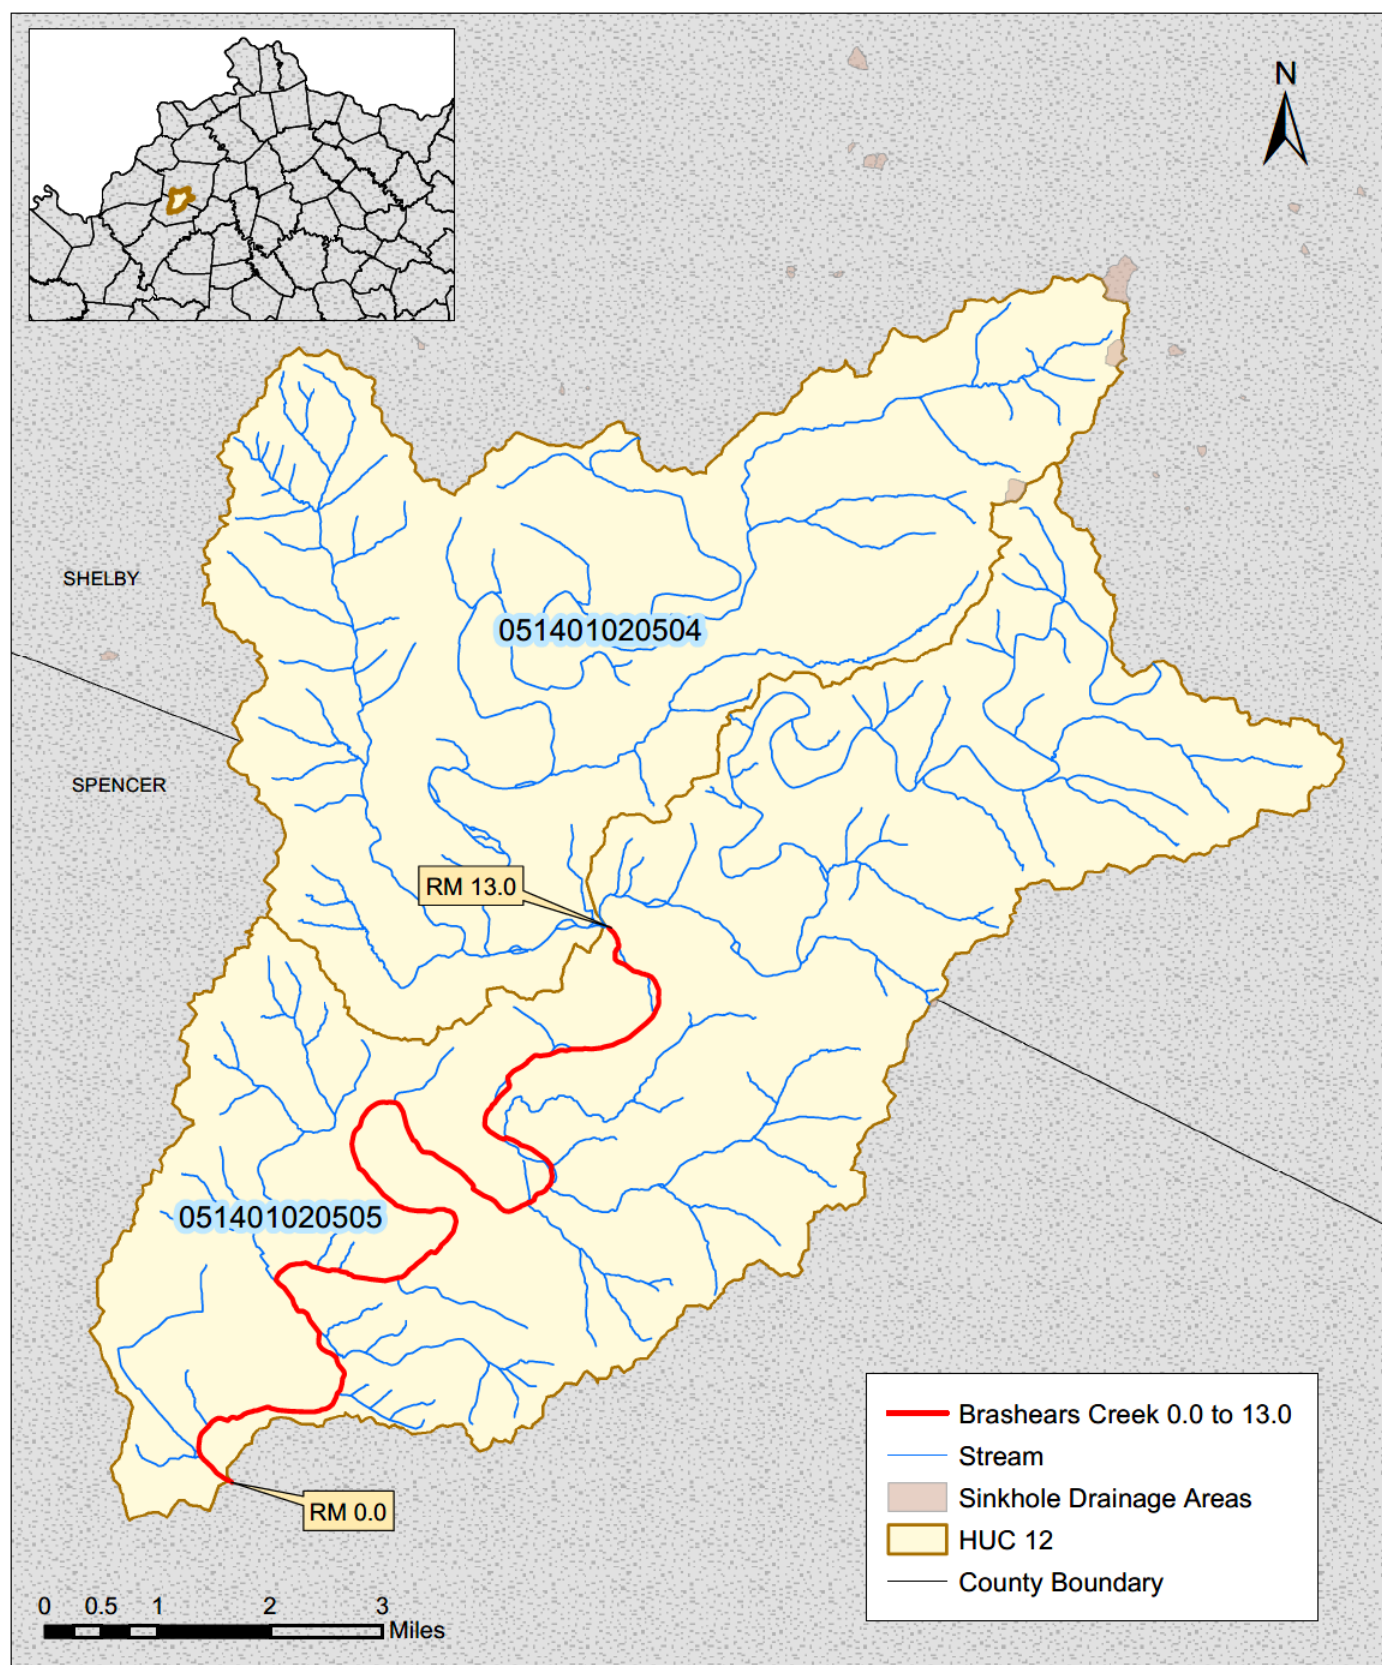 N
SHELBY
051401020504
SPENCER
RM 13.0
051401020505
RM 0.0
Brashears Creek 0.0 to 13.0
Stream
Sinkhole Drainage Areas
HUC 12
County Boundary
0 0.5 1 2 3
Miles